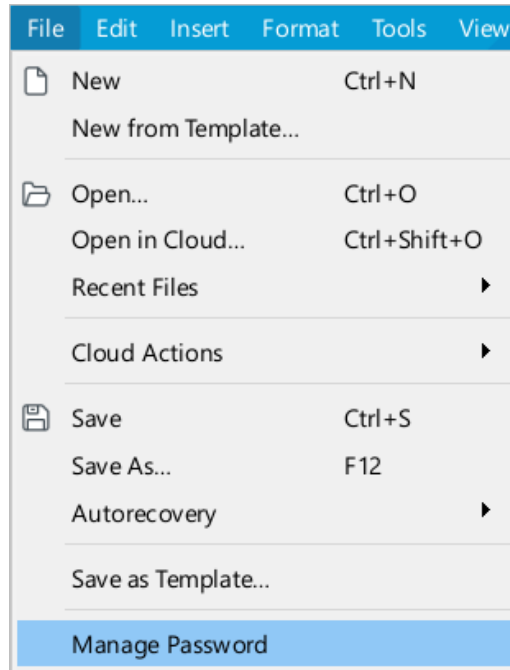 File Edit Insert Format Tools View
New Ctrl+N
New from Template...
Open... Ctrl+O
Open in Cloud... Ctrl+Shift+O
Recent Files
Cloud Actions
Save Ctrl+S
Save As... F12
Autorecovery
Save as Template...
Manage Password